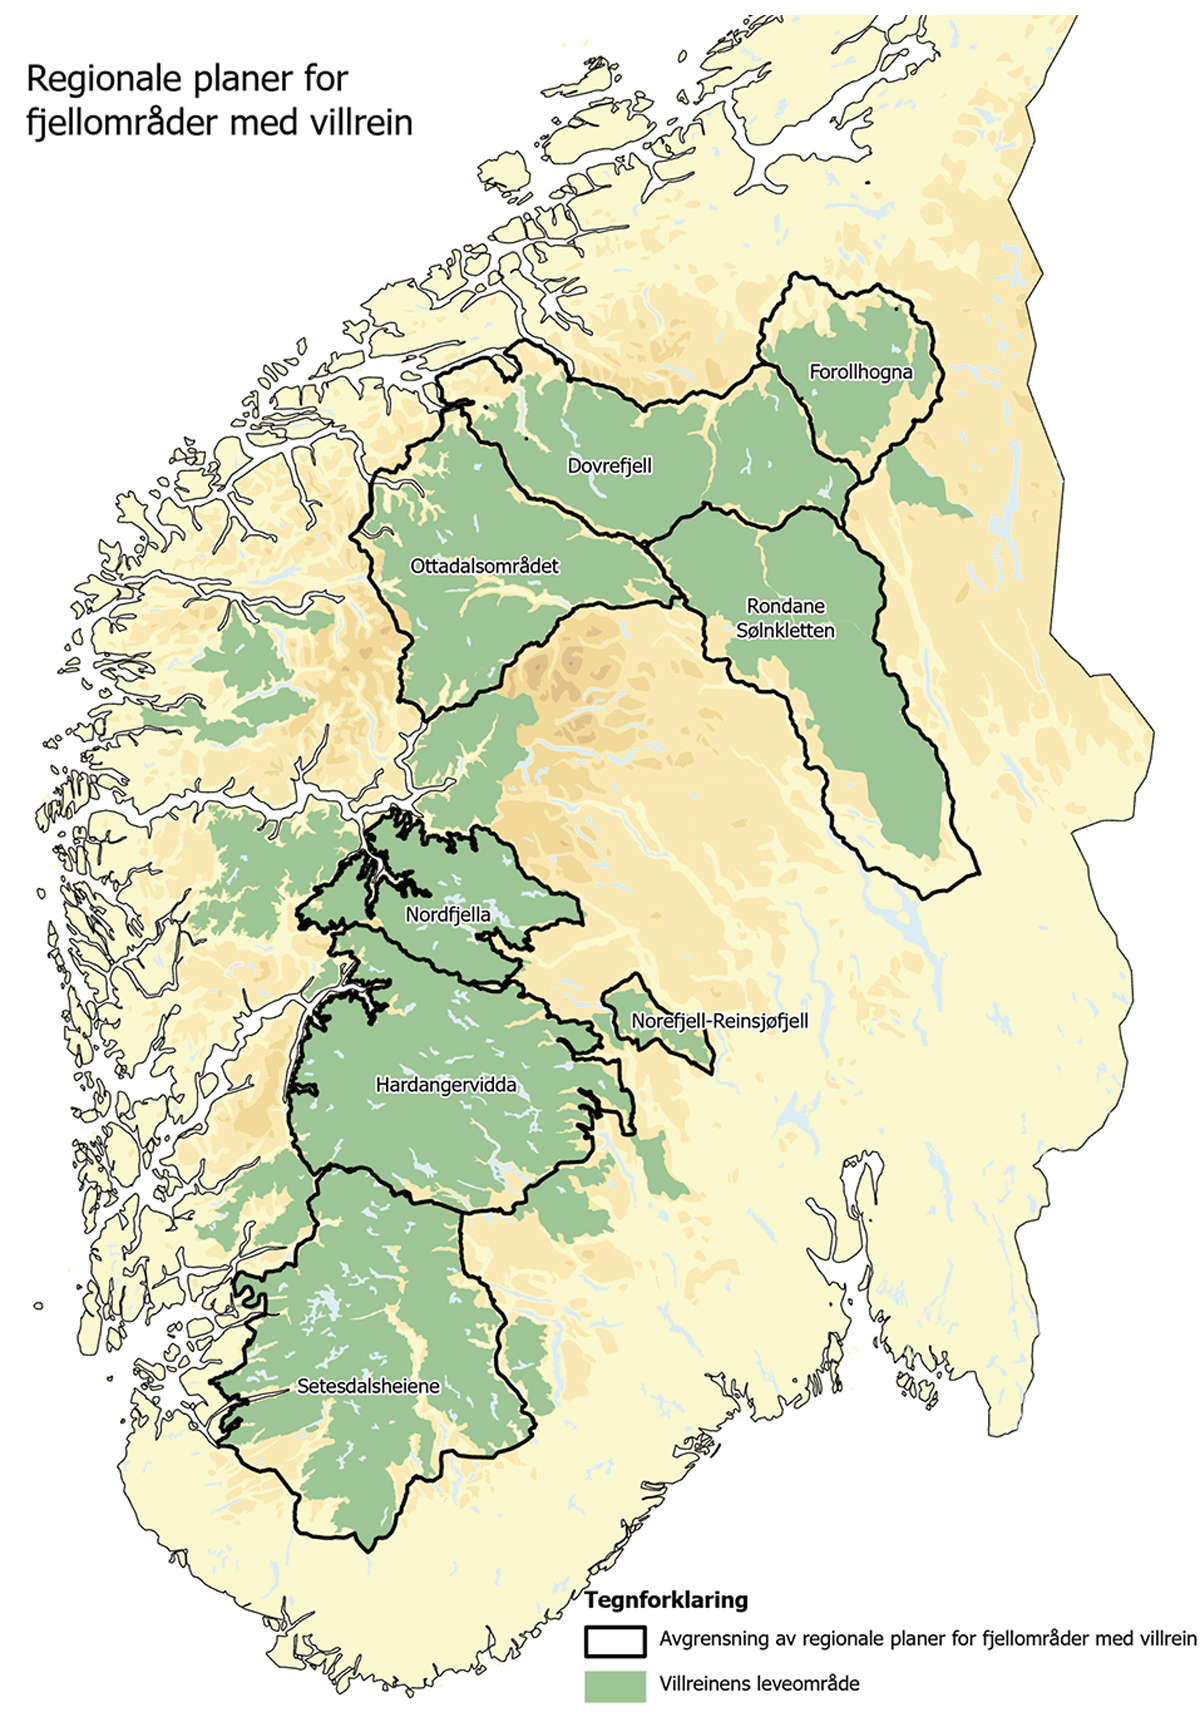 Regionale planer for
fjellområder med villrein
Forollhogna
Dovrefjell
Ottadalsområdet
Rondane
Sølnkletten
Nordfjella
Norefjell-Reinsjøfjell
Hardangervidda
Setesdalsheiene
Tegnforklaring
Avgrensning av regionale planer for fjellområder med villrein
Villreinens leveområde